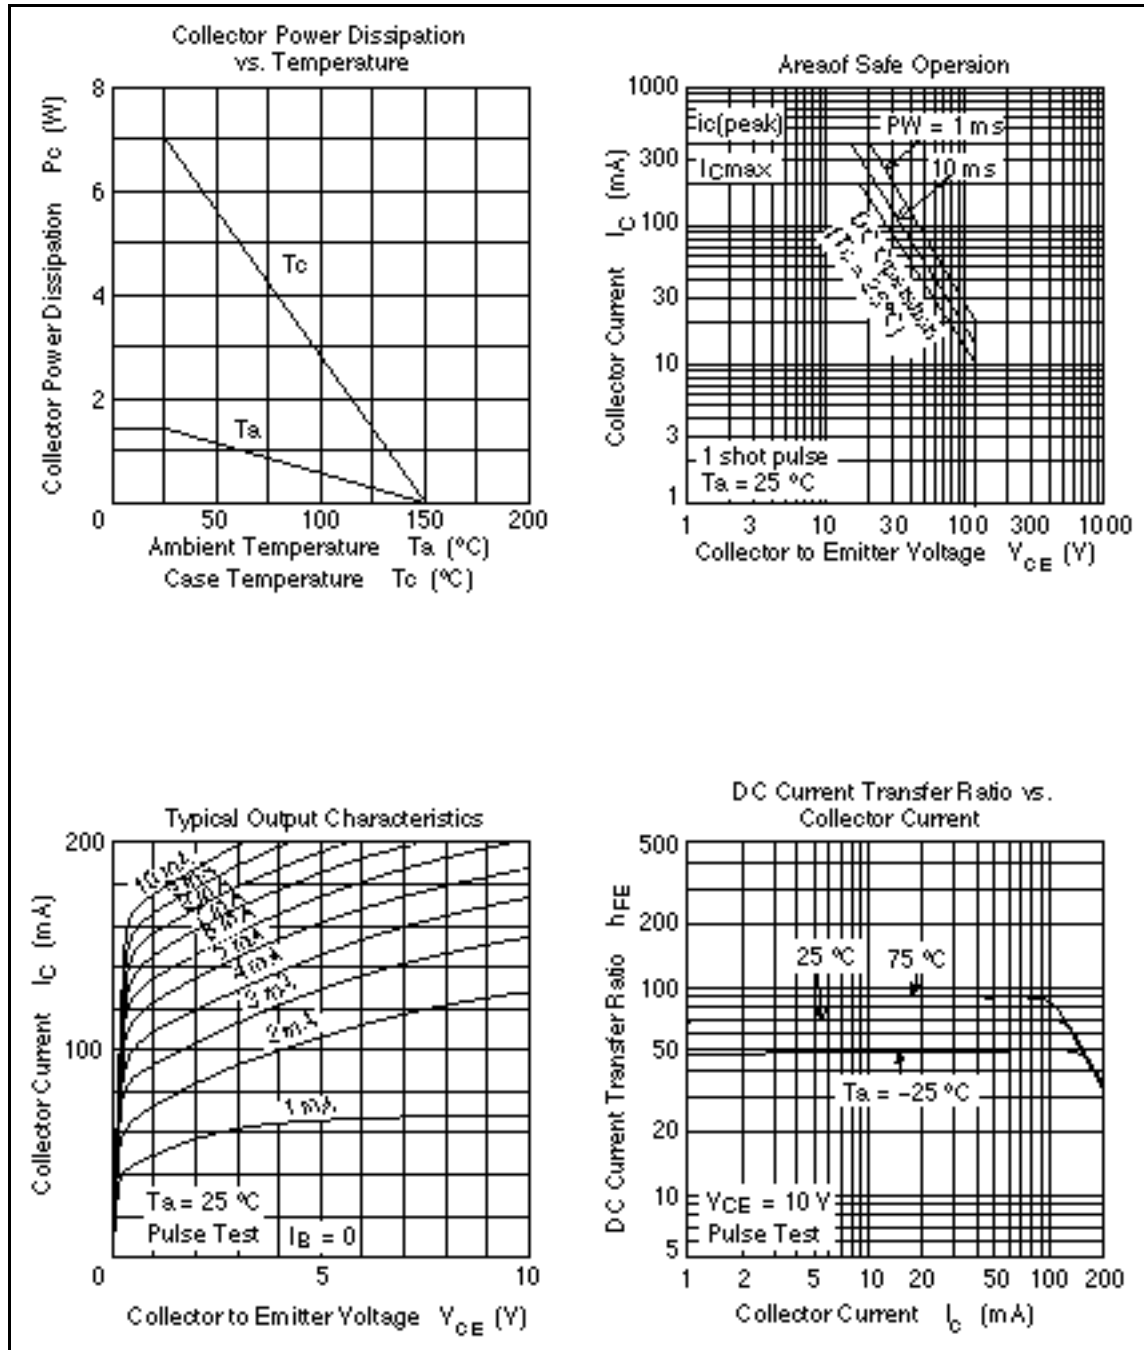 Collector Power Dissipation
vs. Temperature
8
6
4
2
0
50
100
150
200
Collector Power Dissipation Pc (W)
Tc
Ta
Ambient Temperature Ta (°C)
Case Temperature Tc (°C)
Areaof Safe Operaion
1000
300
100
30
10
3
1
Collector Current IC (mA)
ic(peak)
ICmax
PW = 1 ms
10 ms
DC Operation
(TC = 25°C)
1 shot pulse
Ta = 25 °C
1
3
10
30
100
300
1000
Collector to Emitter Voltage VCE (V)
Typical Output Characteristics
200
100
0
5
10
Collector Current IC (mA)
10 mA
5 mA
4 mA
3 mA
2 mA
1 mA
Ta = 25 °C
Pulse Test IB = 0
Collector to Emitter Voltage VCE (V)
DC Current Transfer Ratio vs.
Collector Current
500
200
100
50
20
10
5
DC Current Transfer Ratio hFE
25 °C
75 °C
Ta = -25 °C
VCE = 10 V
Pulse Test
1
2
5
10
20
50
100
200
Collector Current IC (mA)